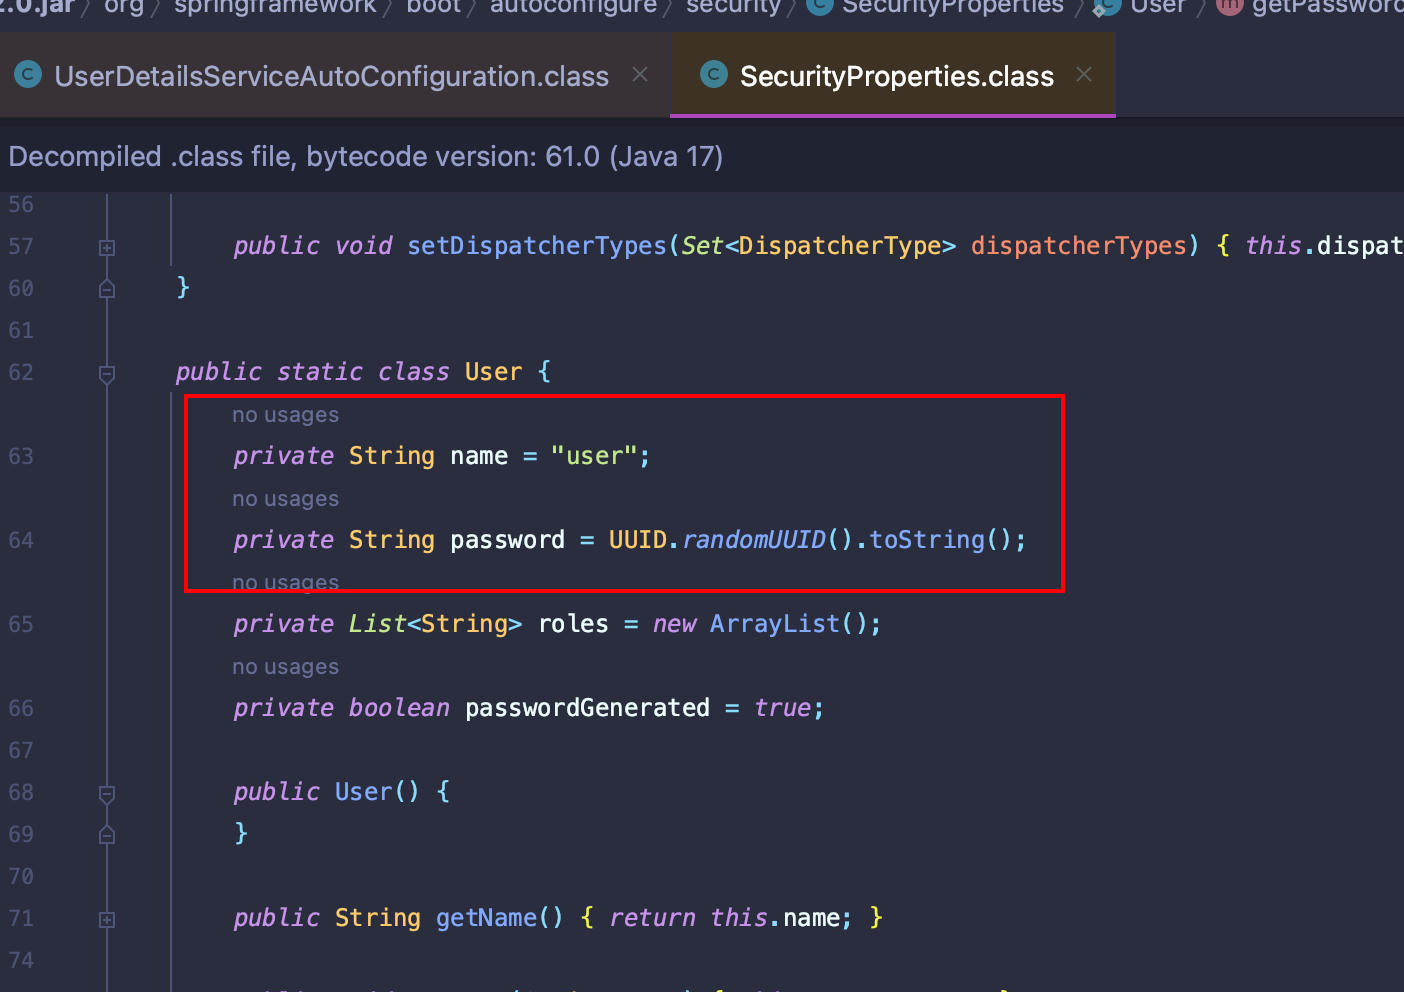 2.0.jar org springframework boot autoconfigure security SecurityProperties User getPassword
UserDetailsServiceAutoConfiguration.class SecurityProperties.class
Decompiled .class file, bytecode version: 61.0 (Java 17)
56
57 public void setDispatcherTypes(Set<DispatcherType> dispatcherTypes) { this.dispat
60 }
61
62 public static class User {
no usages
63 private String name = "user";
no usages
64 private String password = UUID.randomUUID().toString();
no usages
65 private List<String> roles = new ArrayList();
no usages
66 private boolean passwordGenerated = true;
67
68 public User() {
69 }
70
71 public String getName() { return this.name; }
74